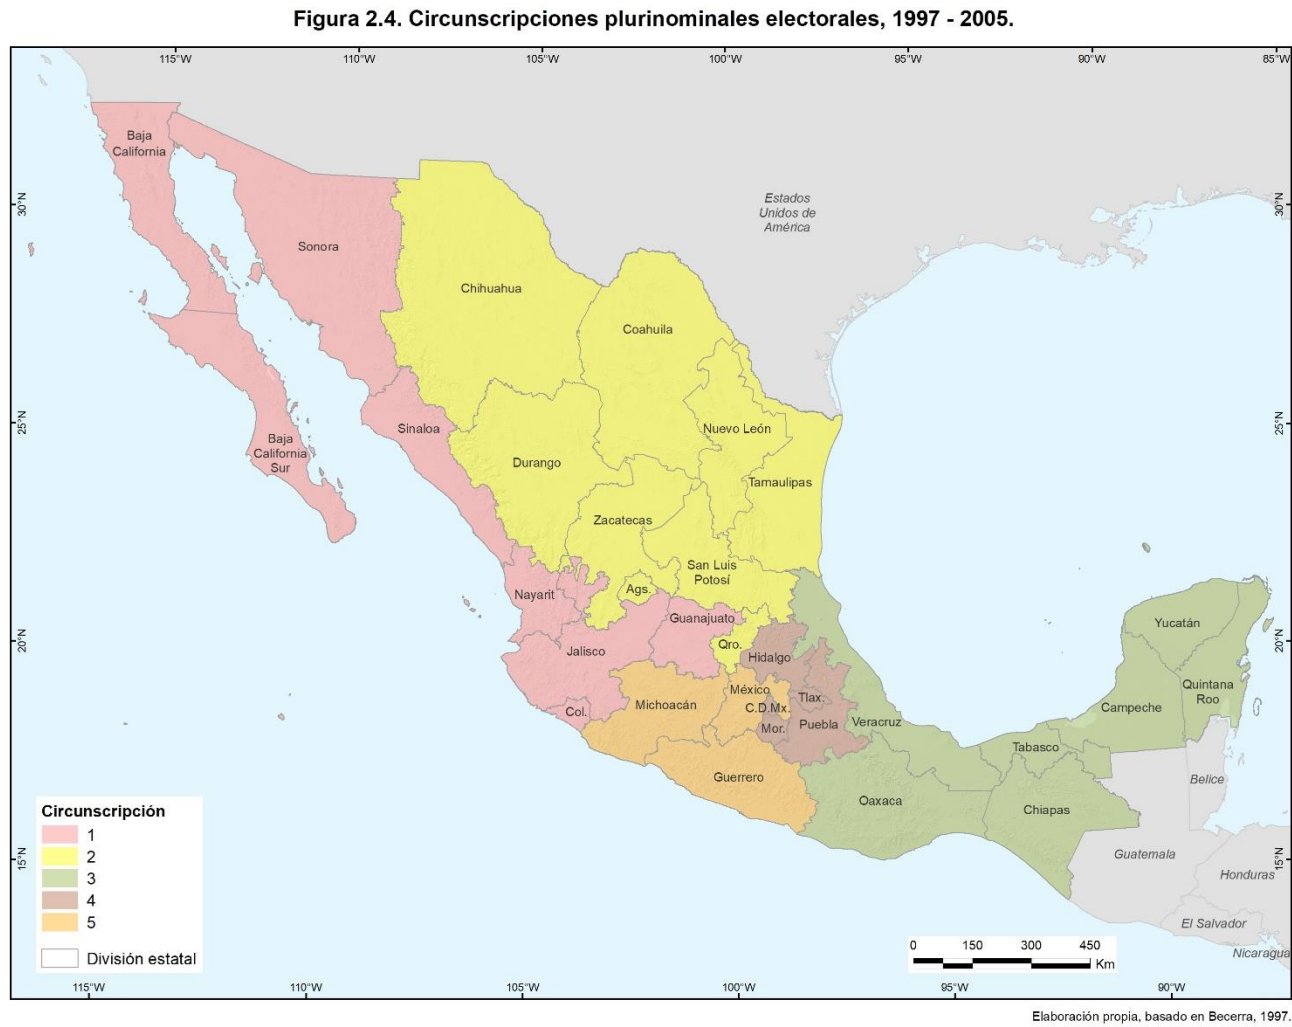 Figura 2.4. Circunscripciones plurinominales electorales, 1997 - 2005.
115°W
110°W
105°W
100°W
95°W
90°W
85°W
30°N
30°N
25°N
25°N
20°N
20°N
15°N
15°N
Baja
California
Sonora
Estados
Unidos de
América
Chihuahua
Coahuila
Sinaloa
Nuevo León
Baja
California
Sur
Durango
Tamaulipas
Zacatecas
San Luis
Potosí
Ags.
Nayarit
Guanajuato
Yucatán
Qro.
Jalisco
Hidalgo
Quintana
Roo
México
Tlax.
Michoacán
C.D.Mx.
Campeche
Col.
Mor.
Puebla
Veracruz
Tabasco
Guerrero
Belice
Oaxaca
Chiapas
Guatemala
Honduras
El Salvador
Nicaragua
Circunscripción
1
2
3
4
5
División estatal
0 150 300 450
Km
115°W
110°W
105°W
100°W
95°W
90°W
Elaboración propia, basado en Becerra, 1997.